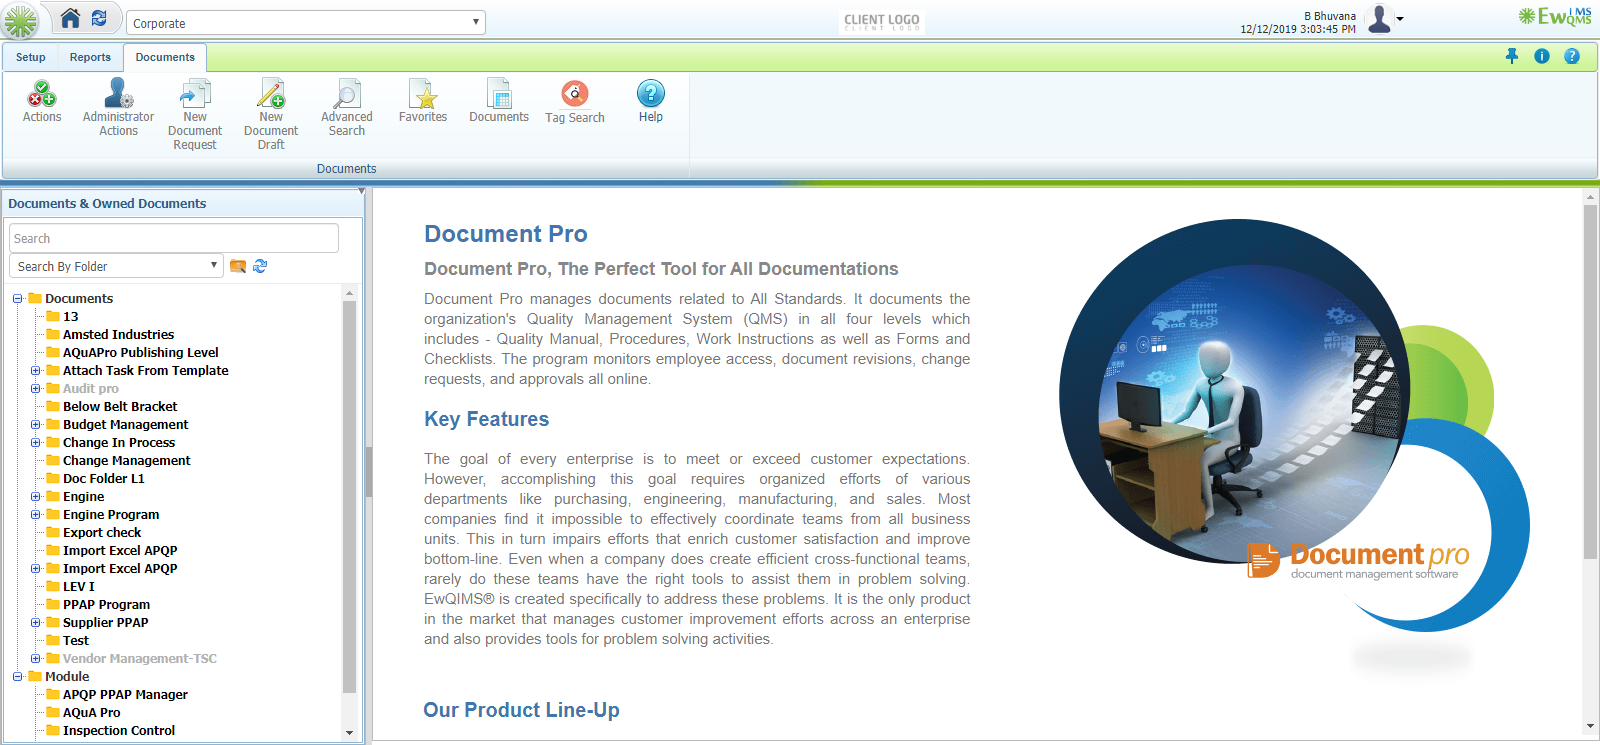 Corporate
CLIENT LOGO
CLIENT LOGO
B Bhuvana
12/12/2019 3:03:45 PM
EwQIMS
QMS
Setup
Reports
Documents
Actions
Administrator
Actions
New
Document
Request
New
Document
Draft
Advanced
Search
Favorites
Documents
Tag Search
Help
Documents
Documents & Owned Documents
Search
Search By Folder
Documents
13
Amsted Industries
AQuAPro Publishing Level
Attach Task From Template
Audit pro
Below Belt Bracket
Budget Management
Change In Process
Change Management
Doc Folder L1
Engine
Engine Program
Export check
Import Excel APQP
Import Excel APQP
LEV I
PPAP Program
Supplier PPAP
Test
Vendor Management-TSC
Module
APQP PPAP Manager
AQuA Pro
Inspection Control
Document Pro
Document Pro, The Perfect Tool for All Documentations
Document Pro manages documents related to All Standards. It documents the
organization's Quality Management System (QMS) in all four levels which
includes - Quality Manual, Procedures, Work Instructions as well as Forms and
Checklists. The program monitors employee access, document revisions, change
requests, and approvals all online.
Key Features
The goal of every enterprise is to meet or exceed customer expectations.
However, accomplishing this goal requires organized efforts of various
departments like purchasing, engineering, manufacturing, and sales. Most
companies find it impossible to effectively coordinate teams from all business
units. This in turn impairs efforts that enrich customer satisfaction and improve
bottom-line. Even when a company does create efficient cross-functional teams,
rarely do these teams have the right tools to assist them in problem solving.
EwQIMS® is created specifically to address these problems. It is the only product
in the market that manages customer improvement efforts across an enterprise
and also provides tools for problem solving activities.
Our Product Line-Up
Document pro
document management software